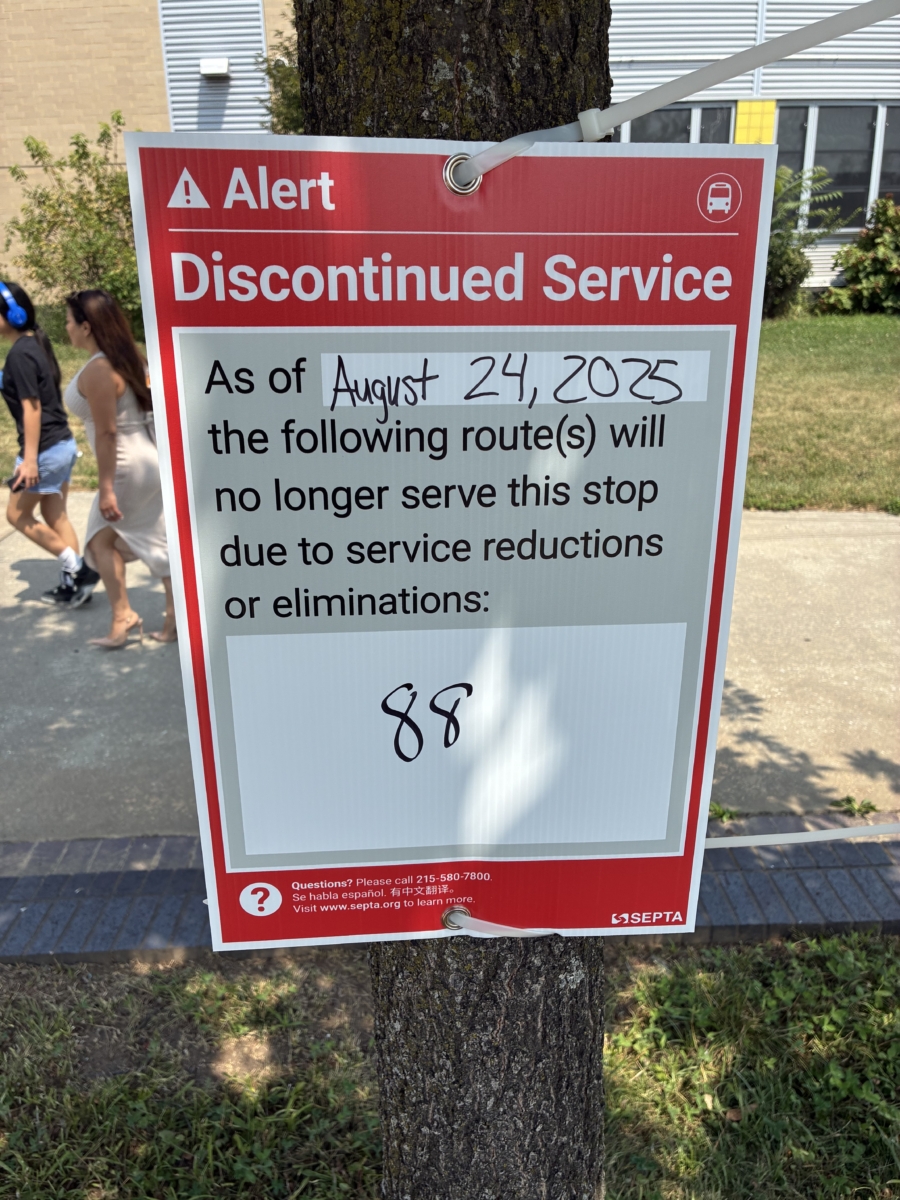 Alert
Discontinued Service
As of August 24, 2025
the following route(s) will
no longer serve this stop
due to service reductions
or eliminations:
88
?
Questions? Please call 215-580-7800.
Se habla español. 有中文翻译。
Visit www.septa.org to learn more.
SEPTA